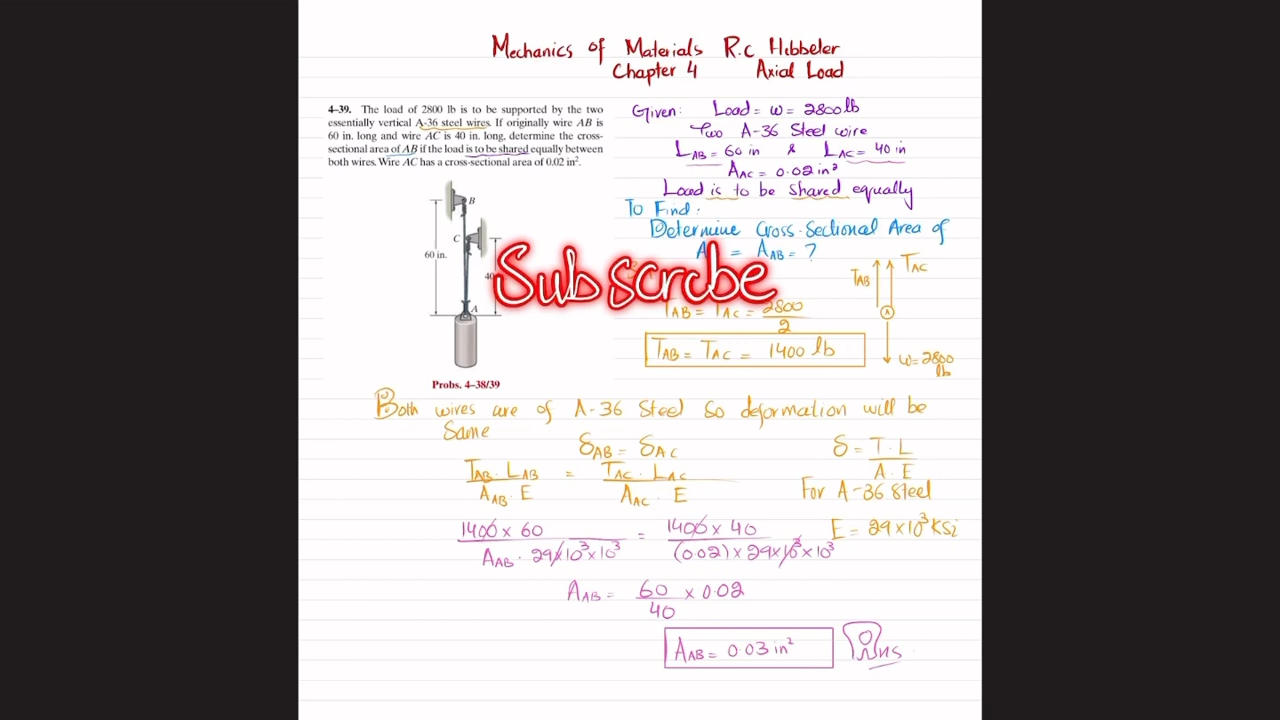 Mechanics of Materials R.c Hibbeler
Chapter 4 Axial Load
4–39. The load of 2800 lb is to be supported by the two
essentially vertical A-36 steel wires. If originally wire AB is
60 in. long and wire AC is 40 in. long, determine the cross-
sectional area of AB if the load is to be shared equally between
both wires. Wire AC has a cross-sectional area of 0.02 in².
B
C
60 in.
40
A
Probs. 4–38/39
Given: Load = w = 2800 lb
Two A-36 Steel wire
LAB = 60 in & LAC = 40 in
AAC = 0.02 in²
Load is to be shared equally
To Find:
Determine Cross-Sectional Area of
= AAB = ?
Subscrbe
TAB = TAC = 2800/2
TAB = TAC = 1400 lb
TAB TAC
A
w = 2800 lb
Both wires are of A-36 Steel so deformation will be
Same
δAB = δAC
TAB · LAB / AAB · E = TAC · LAC / AAC · E
δ = T · L / A · E
For A-36 Steel
E = 29 × 10³ Ksi
1400 × 60 / AAB · 29 × 10³ × 10³ = 1400 × 40 / (0.02) × 29 × 10³ × 10³
AAB = 60/40 × 0.02
AAB = 0.03 in² Ans